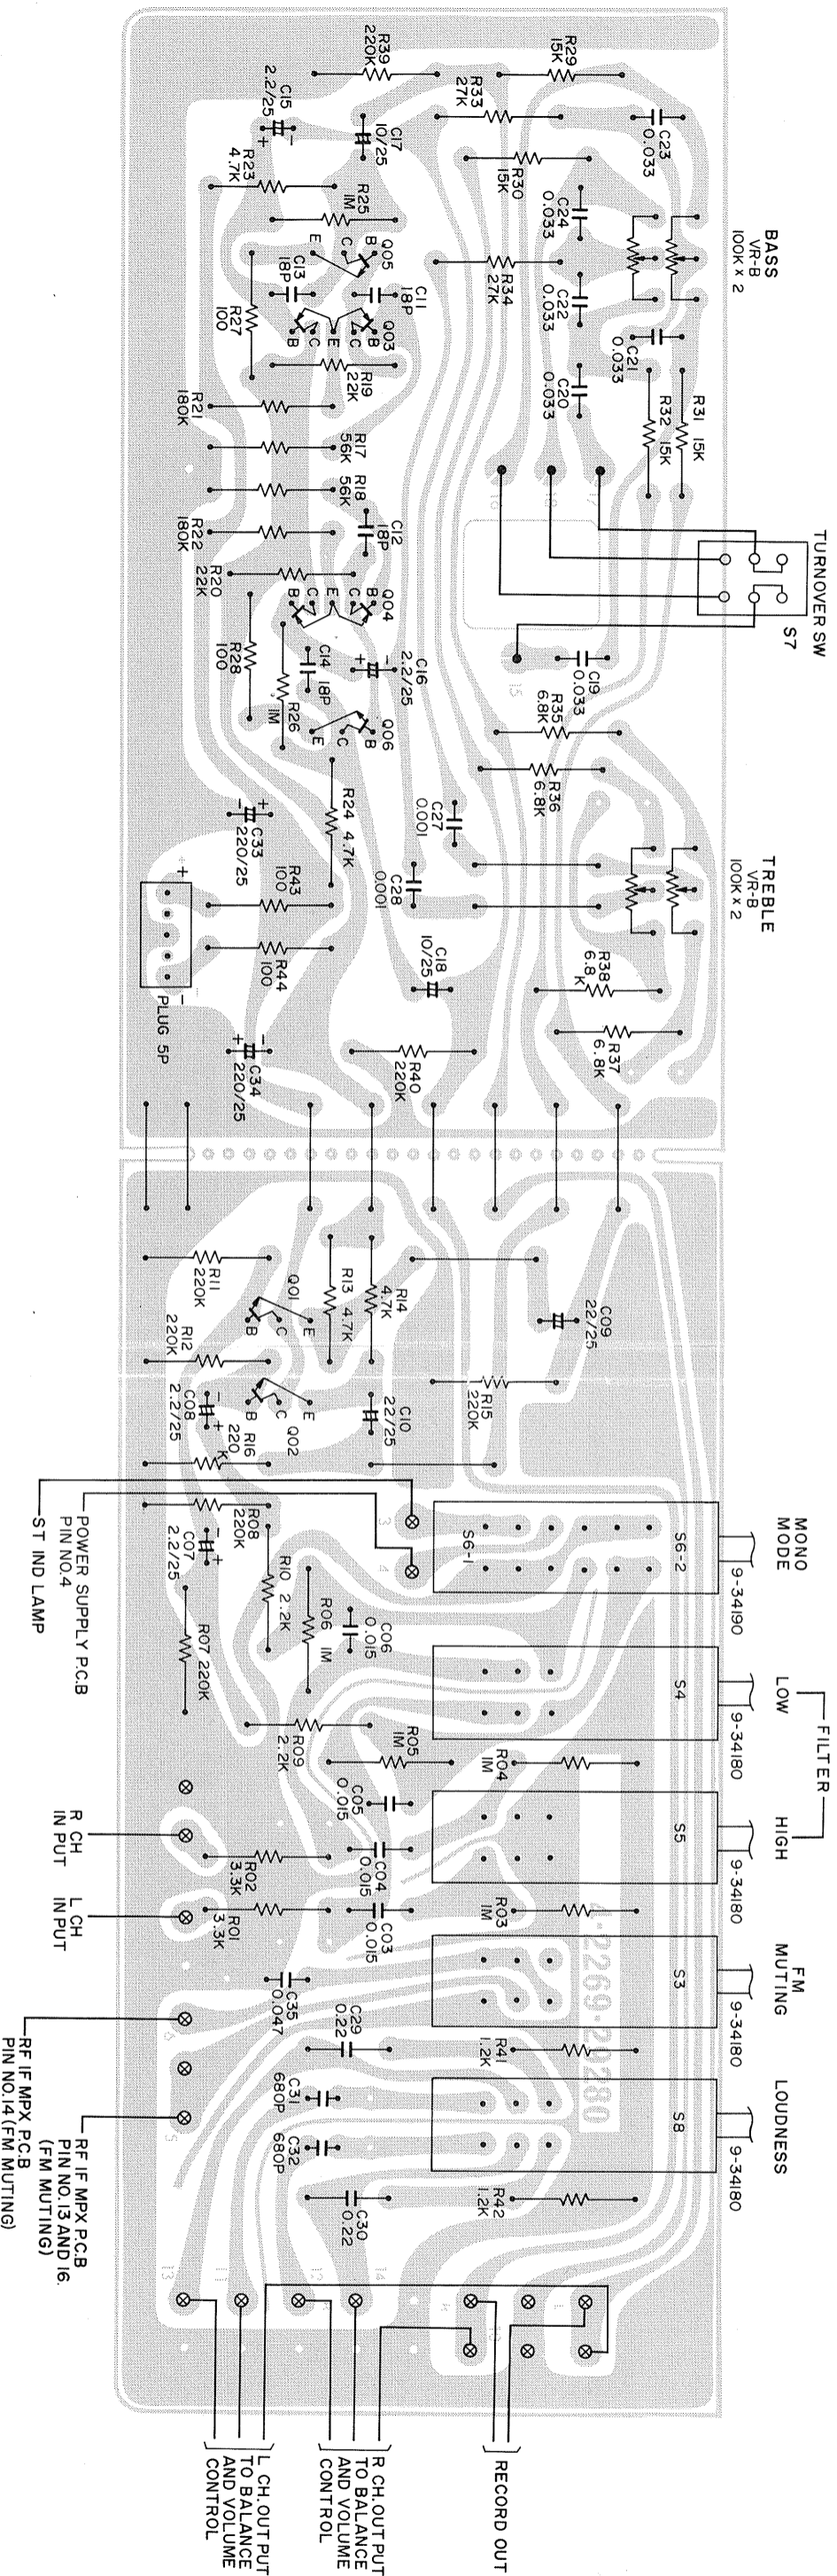 BASS
VR-B
100K x 2
TURNOVER SW
S7
TREBLE
VR-B
100K x 2
MONO
MODE
9-34190
FILTER
LOW
9-34180
HIGH
9-34180
FM
MUTING
9-34180
LOUDNESS
9-34180
R39
220K
R29
15K
R33
27K
C23
0.033
C15
2.2/25
C17
10/25
R23
4.7K
R30
15K
R25
1M
C24
0.033
Q05
B
C
E
C13
18P
C11
18P
R34
27K
C22
0.033
R27
100
Q03
B
C
E
C
B
C21
0.033
R19
22K
C20
0.033
R31 15K
R32 15K
R21
180K
R17
56K
R18
56K
R22
180K
C12
18P
16
18
17
R20
22K
Q04
B
C
E
C
B
R28
100
C14 18P
C16
2.2/25
R26
1M
15
C19
0.033
Q06
B
C
E
R35
6.8K
R36
6.8K
R24 4.7K
C27
0.001
C33
220/25
R43
100
C28
0.001
R44
100
PLUG 5P
C18
10/25
R38
6.8
K
R37
6.8K
C34
220/25
R40
220K
R11
220K
Q01
B
C
E
R13 4.7K
R14
4.7K
C09
22/25
R12
220K
C08
2.2/25
Q02
B
C
E
C10
22/25
R15
220K
R16
220
K
R08
220K
C07
2.2/25
3
4
S6-1
S6-2
R10 2.2K
R06 1M
C06
0.015
R07 220K
S4
R09
2.2K
R05
1M
R04
1M
C05
0.015
S5
R02
3.3K
C04
0.015
R01
3.3K
C03
0.015
R03
1M
S3
C35
0.047
C29
0.22
R41
1.2K
C31
680P
C32
680P
S8
C30
0.22
R42
1.2K
13
11
12
14
POWER SUPPLY P.C.B
PIN NO.4
ST IND LAMP
R CH
INPUT
L CH
INPUT
RF IF MPX P.C.B
PIN NO.14 (FM MUTING)
RF IF MPX P.C.B
PIN NO.13 AND 16.
(FM MUTING)
RECORD OUT
R CH.OUTPUT
TO BALANCE
AND VOLUME
CONTROL
L CH.OUTPUT
TO BALANCE
AND VOLUME
CONTROL